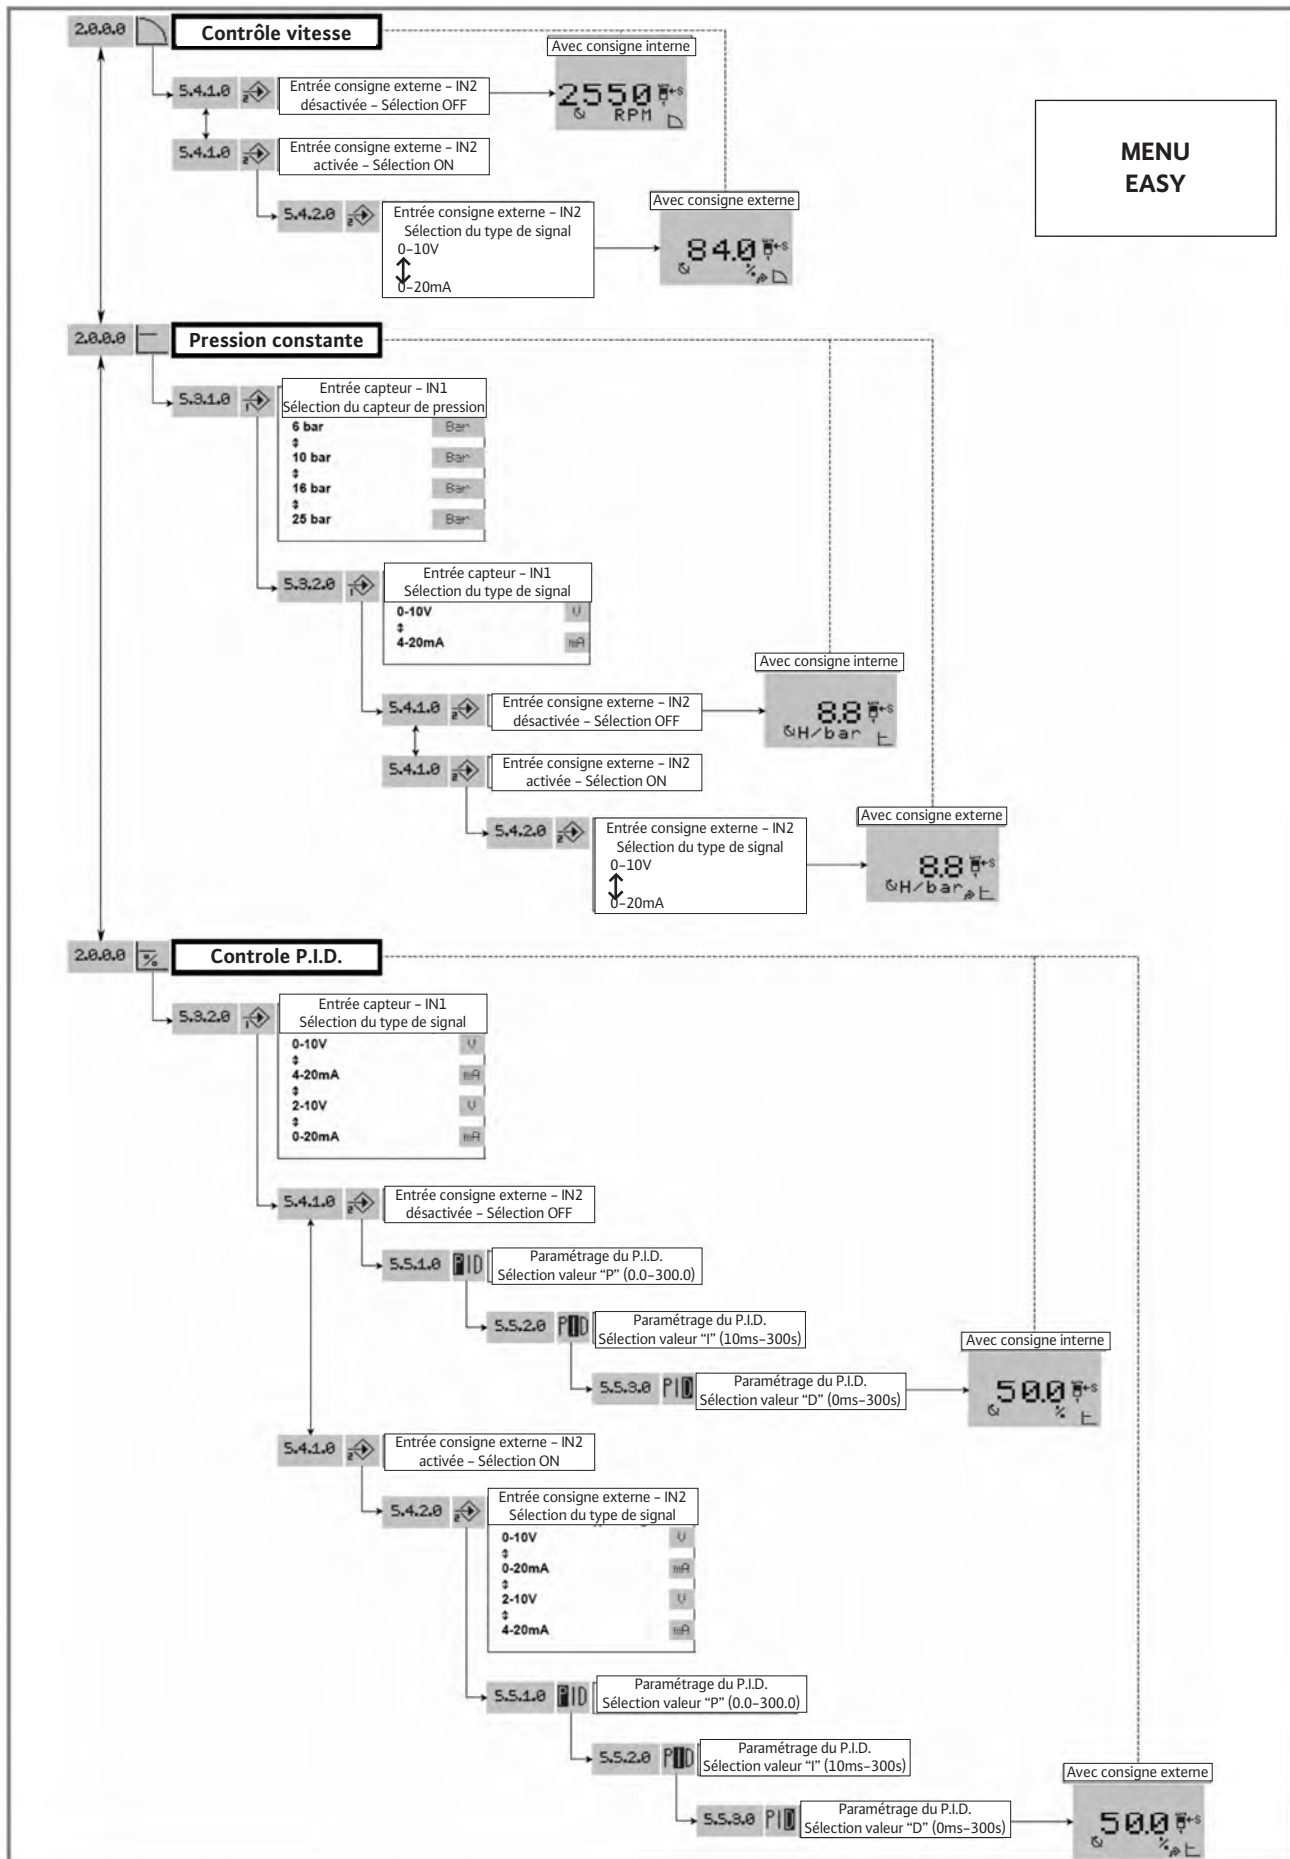 2.0.0.0 Contrôle vitesse
Avec consigne interne
5.4.1.0 2 Entrée consigne externe – IN2
désactivée – Sélection OFF
2550 ←S
RPM
MENU
EASY
5.4.1.0 2 Entrée consigne externe – IN2
activée – Sélection ON
Avec consigne externe
5.4.2.0 2 Entrée consigne externe – IN2
Sélection du type de signal
0–10V
0–20mA
84.0 ←S
%
2.0.0.0 Pression constante
5.3.1.0 1 Entrée capteur – IN1
Sélection du capteur de pression
6 bar Bar
10 bar Bar
16 bar Bar
25 bar Bar
5.3.2.0 1 Entrée capteur – IN1
Sélection du type de signal
0-10V V
4-20mA mA
Avec consigne interne
5.4.1.0 2 Entrée consigne externe – IN2
désactivée – Sélection OFF
8.8 ←S
H/bar
5.4.1.0 2 Entrée consigne externe – IN2
activée – Sélection ON
Avec consigne externe
5.4.2.0 2 Entrée consigne externe – IN2
Sélection du type de signal
0–10V
0–20mA
8.8 ←S
H/bar
2.0.0.0 % Controle P.I.D.
5.3.2.0 1 Entrée capteur – IN1
Sélection du type de signal
0-10V V
4-20mA mA
2-10V V
0-20mA mA
5.4.1.0 2 Entrée consigne externe – IN2
désactivée – Sélection OFF
5.5.1.0 PID Paramétrage du P.I.D.
Sélection valeur “P” (0.0–300.0)
5.5.2.0 PID Paramétrage du P.I.D.
Sélection valeur “I” (10ms–300s)
Avec consigne interne
5.5.3.0 PID Paramétrage du P.I.D.
Sélection valeur “D” (0ms–300s)
50.0 ←S
%
5.4.1.0 2 Entrée consigne externe – IN2
activée – Sélection ON
5.4.2.0 2 Entrée consigne externe – IN2
Sélection du type de signal
0-10V V
0-20mA mA
2-10V V
4-20mA mA
5.5.1.0 PID Paramétrage du P.I.D.
Sélection valeur “P” (0.0–300.0)
5.5.2.0 PID Paramétrage du P.I.D.
Sélection valeur “I” (10ms–300s)
Avec consigne externe
5.5.3.0 PID Paramétrage du P.I.D.
Sélection valeur “D” (0ms–300s)
50.0 ←S
%